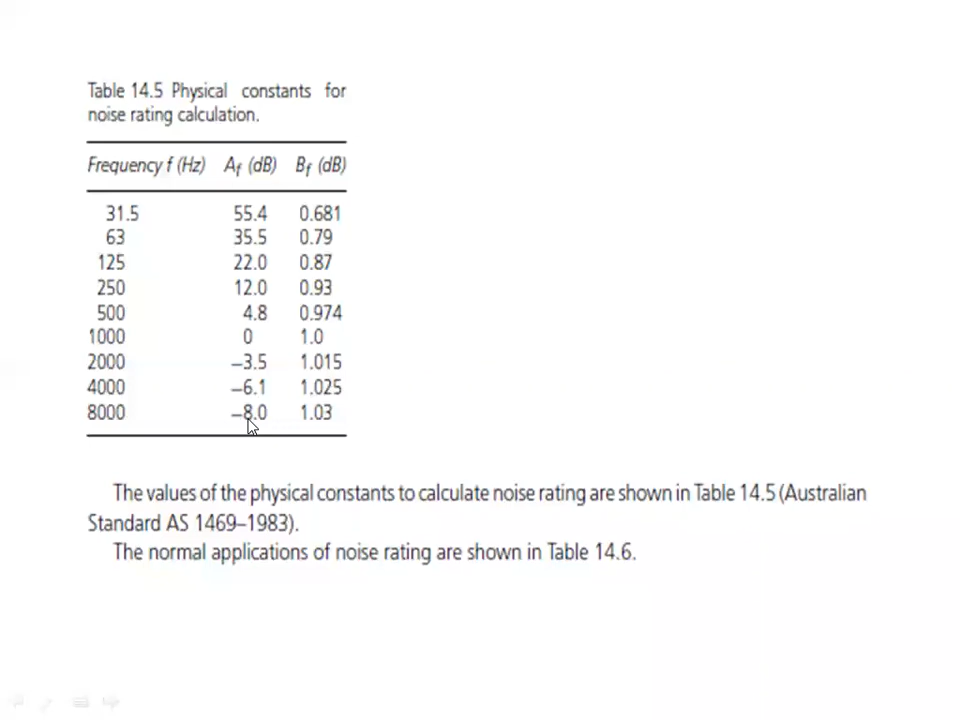 Table 14.5 Physical constants for
noise rating calculation.
Frequency f (Hz) Af (dB) Bf (dB)
31.5 55.4 0.681
63 35.5 0.79
125 22.0 0.87
250 12.0 0.93
500 4.8 0.974
1000 0 1.0
2000 –3.5 1.015
4000 –6.1 1.025
8000 –8.0 1.03
The values of the physical constants to calculate noise rating are shown in Table 14.5 (Australian
Standard AS 1469–1983).
The normal applications of noise rating are shown in Table 14.6.